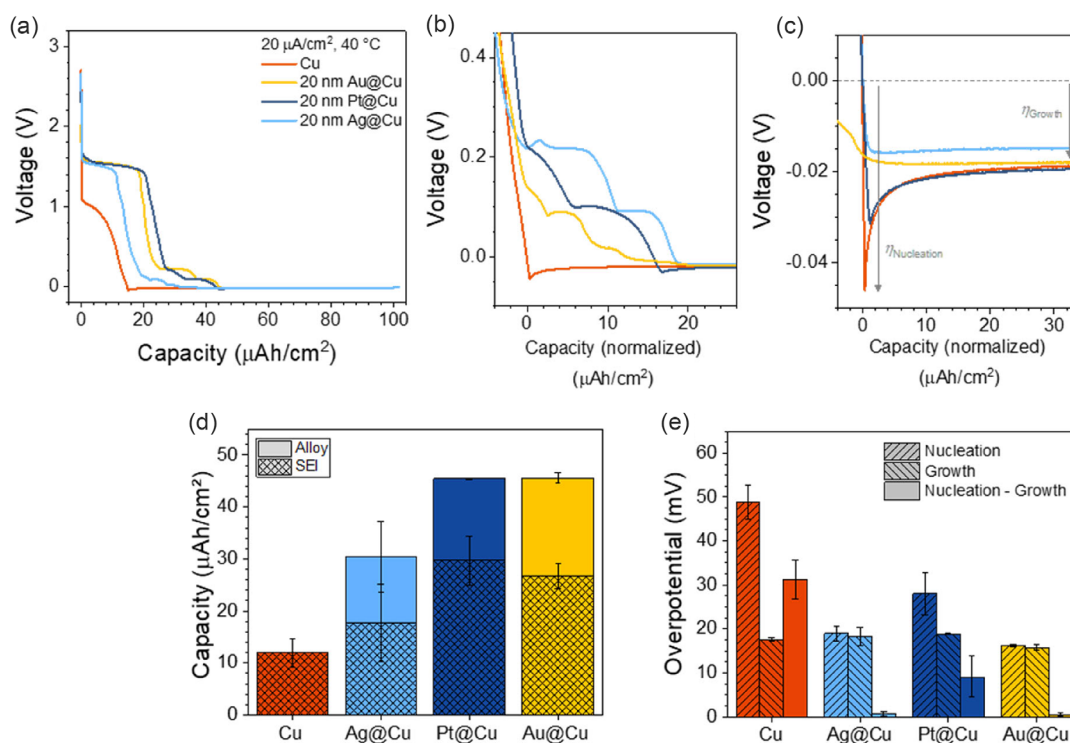 (a)
Voltage (V)
3
2
1
0
20 μA/cm², 40 °C
Cu
20 nm Au@Cu
20 nm Pt@Cu
20 nm Ag@Cu
0 20 40 60 80 100
Capacity (μAh/cm²)
(b)
Voltage (V)
0.4
0.2
0.0
0 10 20
Capacity (normalized)
(μAh/cm²)
(c)
Voltage (V)
0.00
-0.02
-0.04
ηGrowth
ηNucleation
0 10 20 30
Capacity (normalized)
(μAh/cm²)
(d)
Capacity (μAh/cm²)
50
40
30
20
10
0
Alloy
SEI
Cu Ag@Cu Pt@Cu Au@Cu
(e)
Overpotential (mV)
60
50
40
30
20
10
0
Nucleation
Growth
Nucleation - Growth
Cu Ag@Cu Pt@Cu Au@Cu